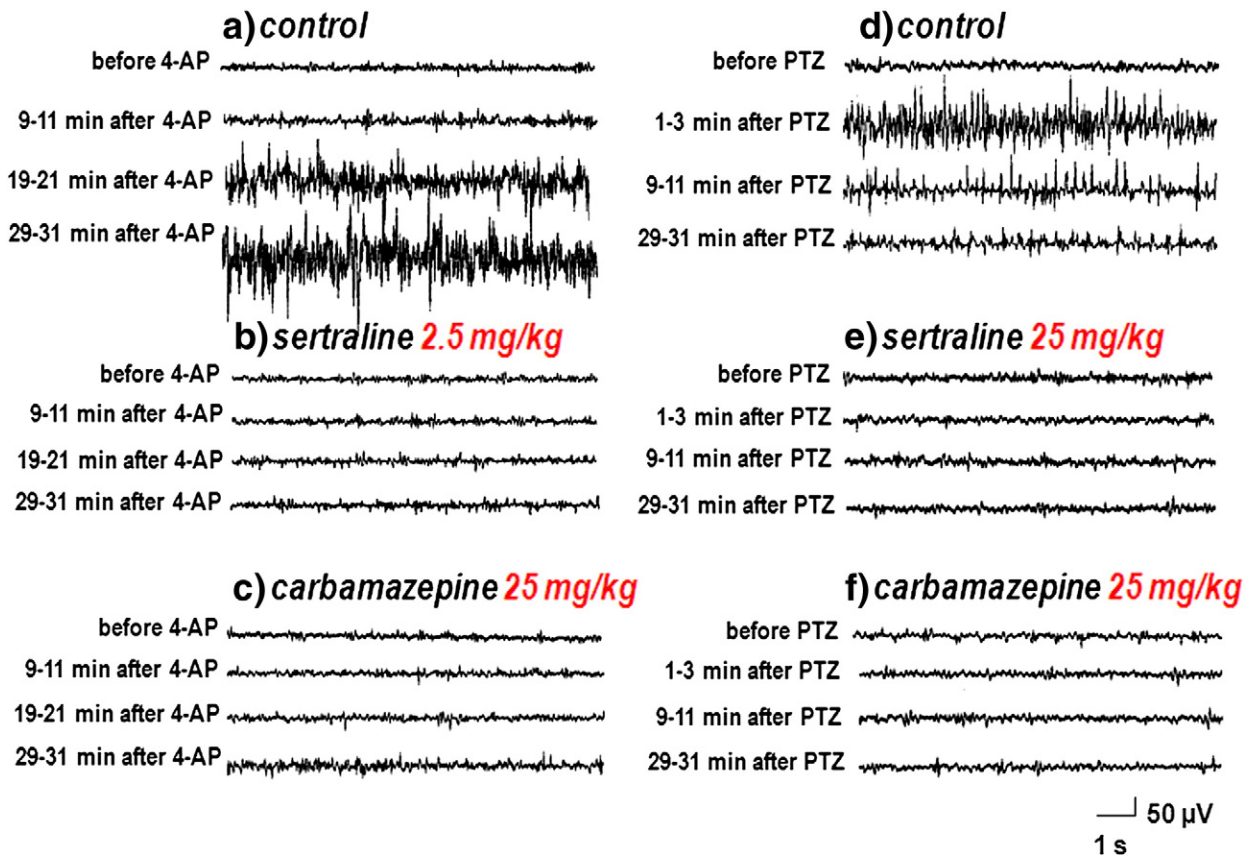 a) control
before 4-AP
9-11 min after 4-AP
19-21 min after 4-AP
29-31 min after 4-AP
b) sertraline 2.5 mg/kg
before 4-AP
9-11 min after 4-AP
19-21 min after 4-AP
29-31 min after 4-AP
c) carbamazepine 25 mg/kg
before 4-AP
9-11 min after 4-AP
19-21 min after 4-AP
29-31 min after 4-AP
d) control
before PTZ
1-3 min after PTZ
9-11 min after PTZ
29-31 min after PTZ
e) sertraline 25 mg/kg
before PTZ
1-3 min after PTZ
9-11 min after PTZ
29-31 min after PTZ
f) carbamazepine 25 mg/kg
before PTZ
1-3 min after PTZ
9-11 min after PTZ
29-31 min after PTZ
50 µV
1 s